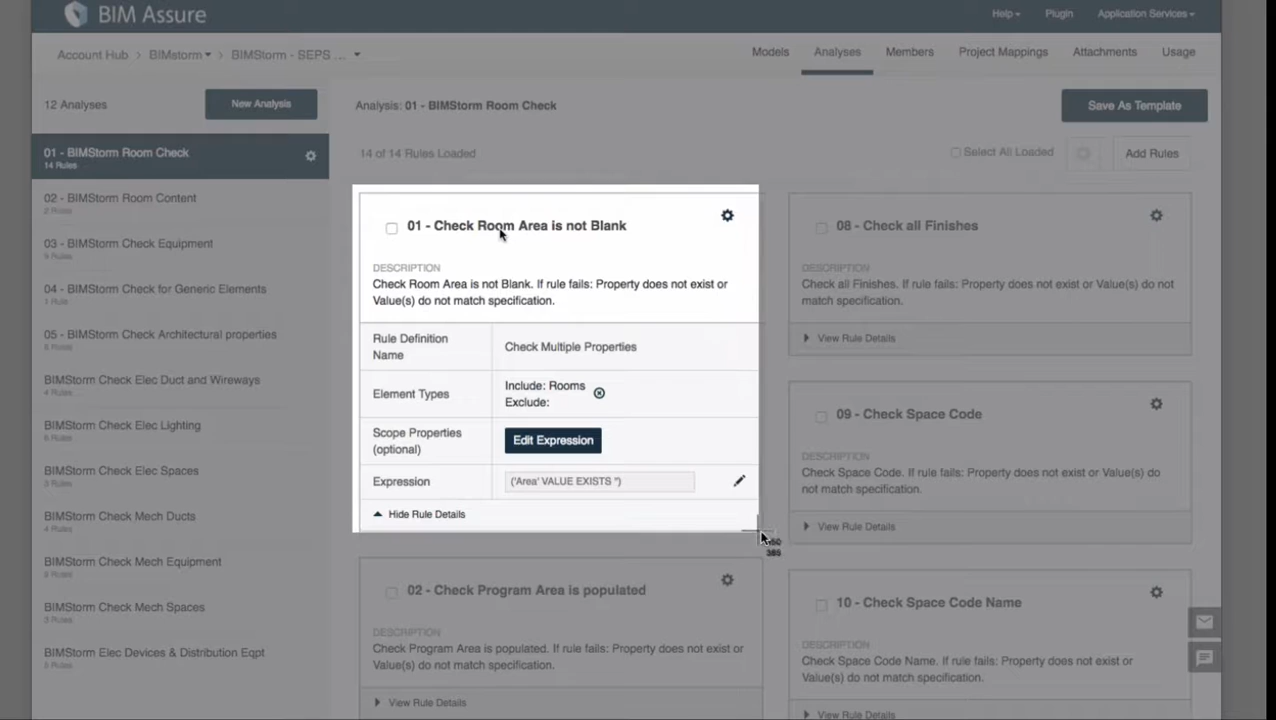 BIM Assure
Help
Plugin
Application Services
Account Hub > BIMstorm > BIMStorm - SEPS ...
Models
Analyses
Members
Project Mappings
Attachments
Usage
12 Analyses
New Analysis
Analysis: 01 - BIMStorm Room Check
Save As Template
01 - BIMStorm Room Check
14 Rules
14 of 14 Rules Loaded
Select All Loaded
Add Rules
02 - BIMStorm Room Content
2 Rules
03 - BIMStorm Check Equipment
04 - BIMStorm Check for Generic Elements
1 Rule
05 - BIMStorm Check Architectural properties
BIMStorm Check Elec Duct and Wireways
BIMStorm Check Elec Lighting
BIMStorm Check Elec Spaces
BIMStorm Check Mech Ducts
4 Rules
BIMStorm Check Mech Equipment
BIMStorm Check Mech Spaces
3 Rules
BIMStorm Elec Devices & Distribution Eqpt
01 - Check Room Area is not Blank
DESCRIPTION
Check Room Area is not Blank. If rule fails: Property does not exist or
Value(s) do not match specification.
Rule Definition
Name
Check Multiple Properties
Element Types
Include: Rooms
Exclude:
Scope Properties
(optional)
Edit Expression
Expression
('Area' VALUE EXISTS '')
Hide Rule Details
365
02 - Check Program Area is populated
DESCRIPTION
Check Program Area is populated. If rule fails: Property does not exist or
Value(s) do not match specification.
View Rule Details
08 - Check all Finishes
DESCRIPTION
Check all Finishes. If rule fails: Property does not exist or Value(s) do not
match specification.
View Rule Details
09 - Check Space Code
DESCRIPTION
Check Space Code. If rule fails: Property does not exist or Value(s) do
not match specification.
View Rule Details
10 - Check Space Code Name
DESCRIPTION
Check Space Code Name. If rule fails: Property does not exist or
Value(s) do not match specification.
View Rule Details